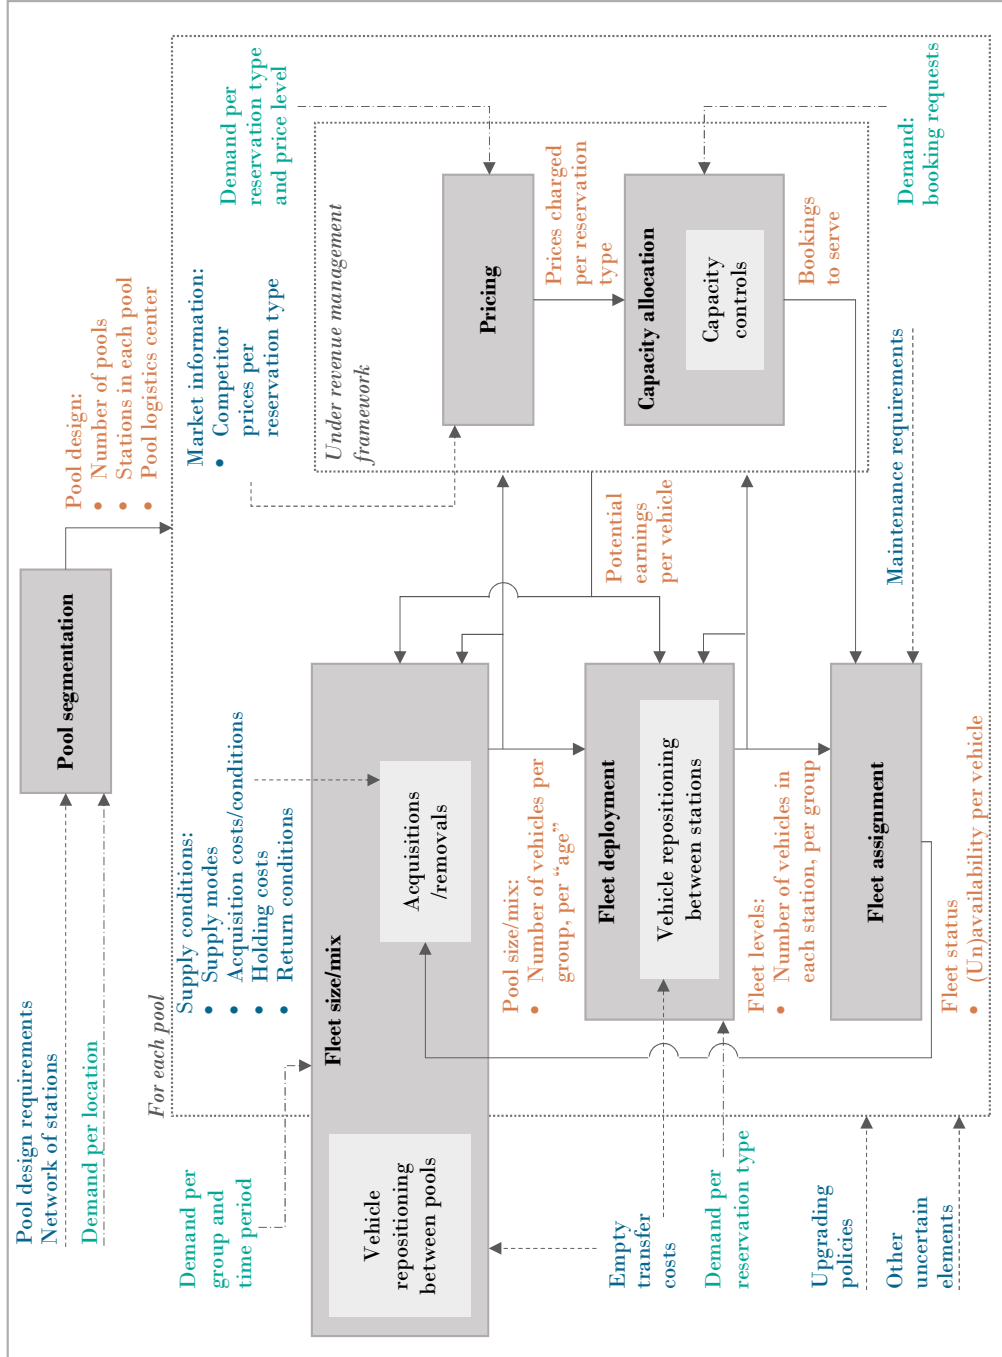 Pool design requirements
Network of stations
Demand per location
Pool segmentation
Pool design:
• Number of pools
• Stations in each pool
• Pool logistics center
For each pool
Demand per
group and
time period
Supply conditions:
• Supply modes
• Acquisition costs/conditions
• Holding costs
• Return conditions
Market information:
• Competitor
prices per
reservation type
Demand per
reservation type
and price level
Fleet size/mix
Vehicle
repositioning
between pools
Acquisitions
/removals
Under revenue management
framework
Pricing
Prices charged
per reservation
type
Capacity allocation
Capacity
controls
Bookings
to serve
Demand:
booking requests
Pool size/mix:
• Number of vehicles per
group, per “age”
Potential
earnings
per vehicle
Empty
transfer
costs
Demand per
reservation type
Fleet deployment
Vehicle repositioning
between stations
Fleet levels:
• Number of vehicles in
each station, per group
Maintenance requirements
Upgrading
policies
Other
uncertain
elements
Fleet assignment
Fleet status
• (Un)availability per vehicle